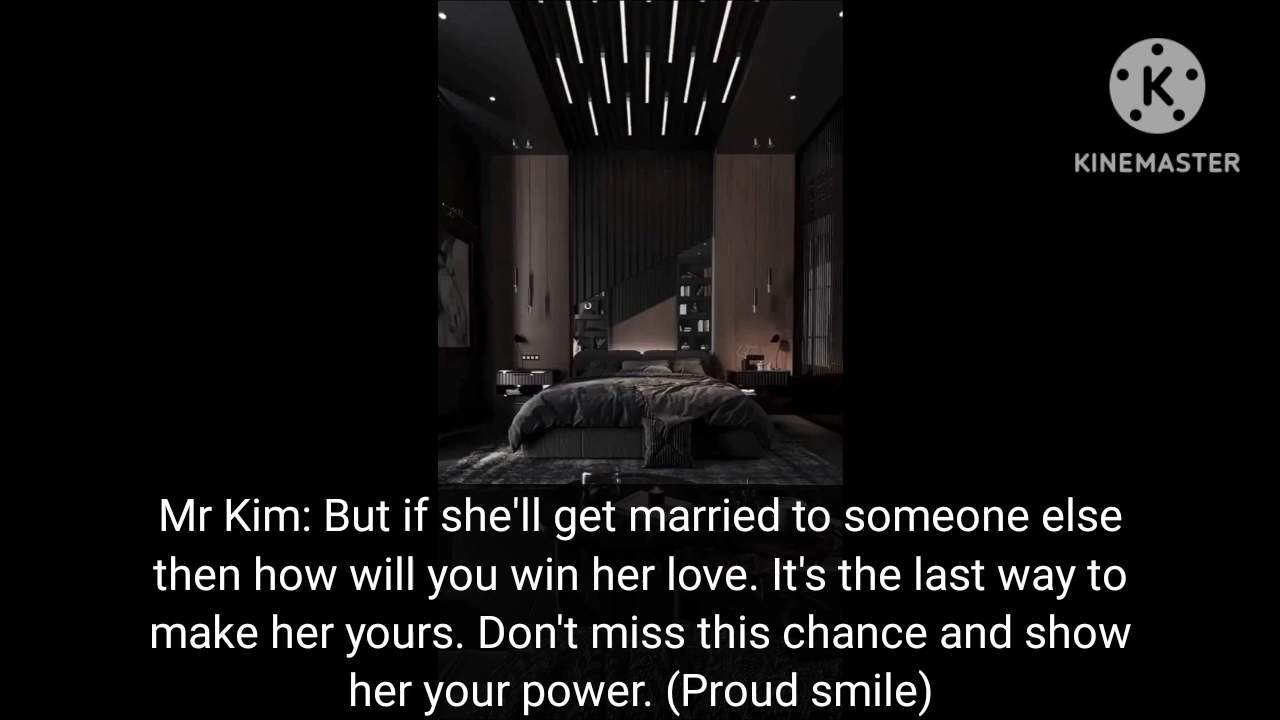 KINEMASTER
Mr Kim: But if she'll get married to someone else
then how will you win her love. It's the last way to
make her yours. Don't miss this chance and show
her your power. (Proud smile)